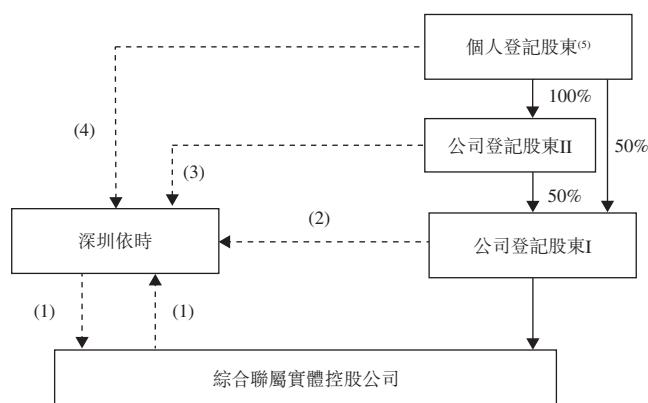 個人登記股東(5)
100%
(4)
公司登記股東II
50%
(3)
50%
(2)
深圳依時
公司登記股東I
(1)
(1)
綜合聯屬實體控股公司